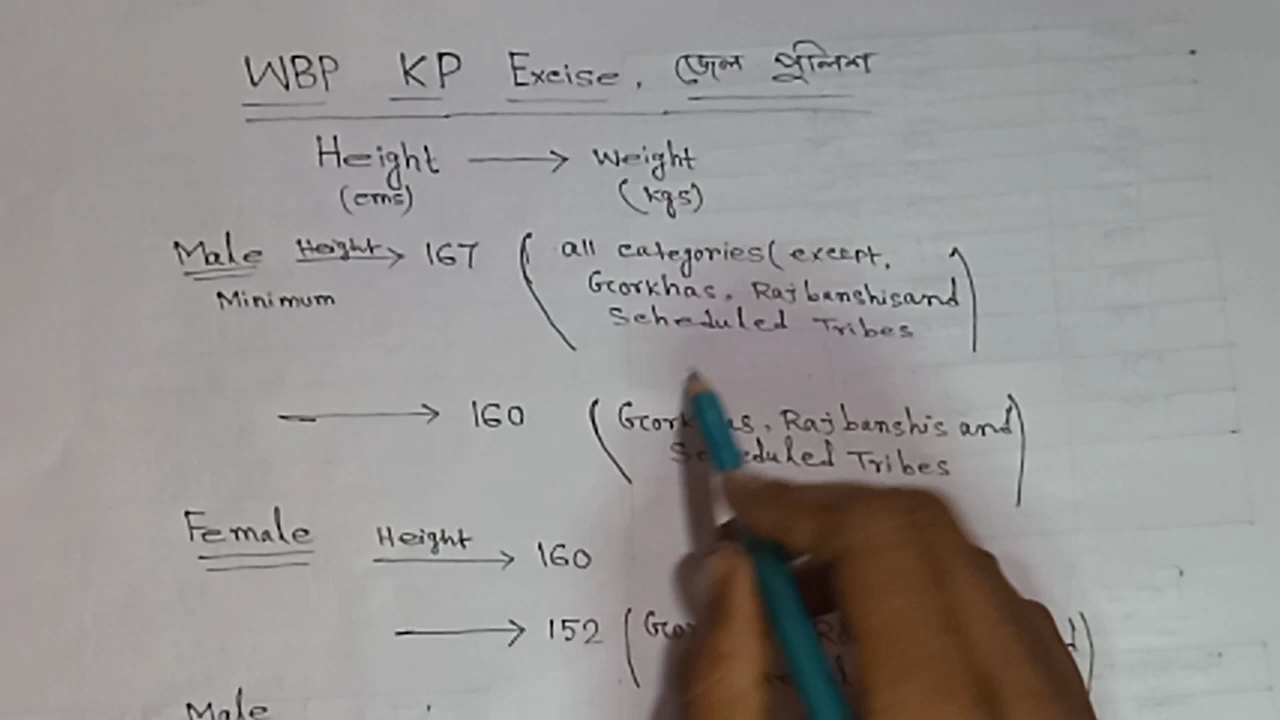 WBP KP Excise, জেল পুলিশ
Height → Weight
(cms) (kgs)
Male Height → 167 ( all categories ( except,
Minimum Gorkhas, Rajbanshis and
Scheduled Tribes )
→ 160 ( Gorkhas, Rajbanshis and
Scheduled Tribes )
Female Height → 160
→ 152 (
Male